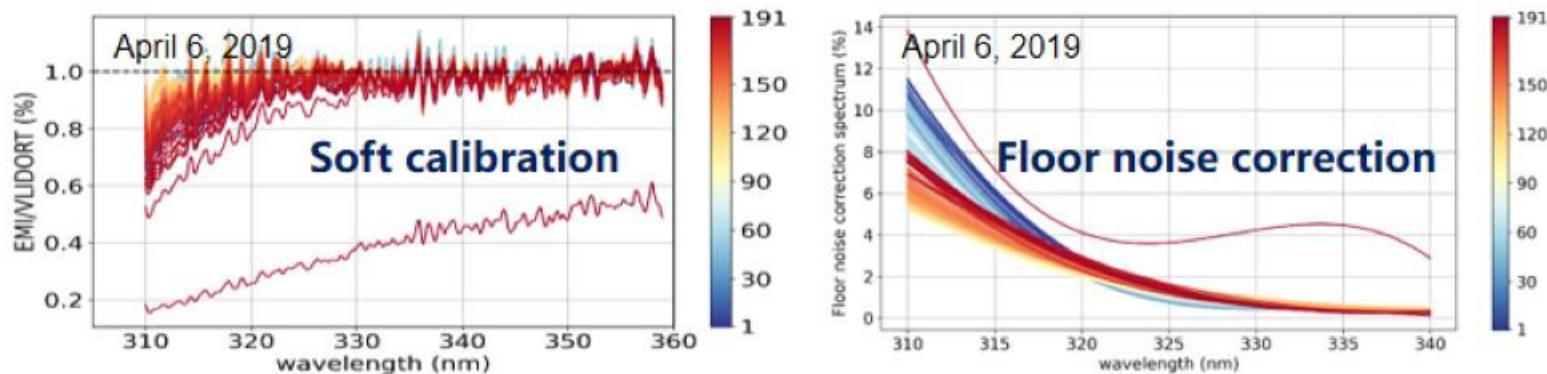 April 6, 2019
EMI/VLIDORT (%)
1.0
0.8
0.6
0.4
0.2
Soft calibration
310 320 330 340 350 360
wavelength (nm)
191
150
120
90
60
30
1
April 6, 2019
Floor noise correction spectrum (%)
14
12
10
8
6
4
2
0
Floor noise correction
310 315 320 325 330 335 340
wavelength (nm)
191
150
120
90
60
30
1